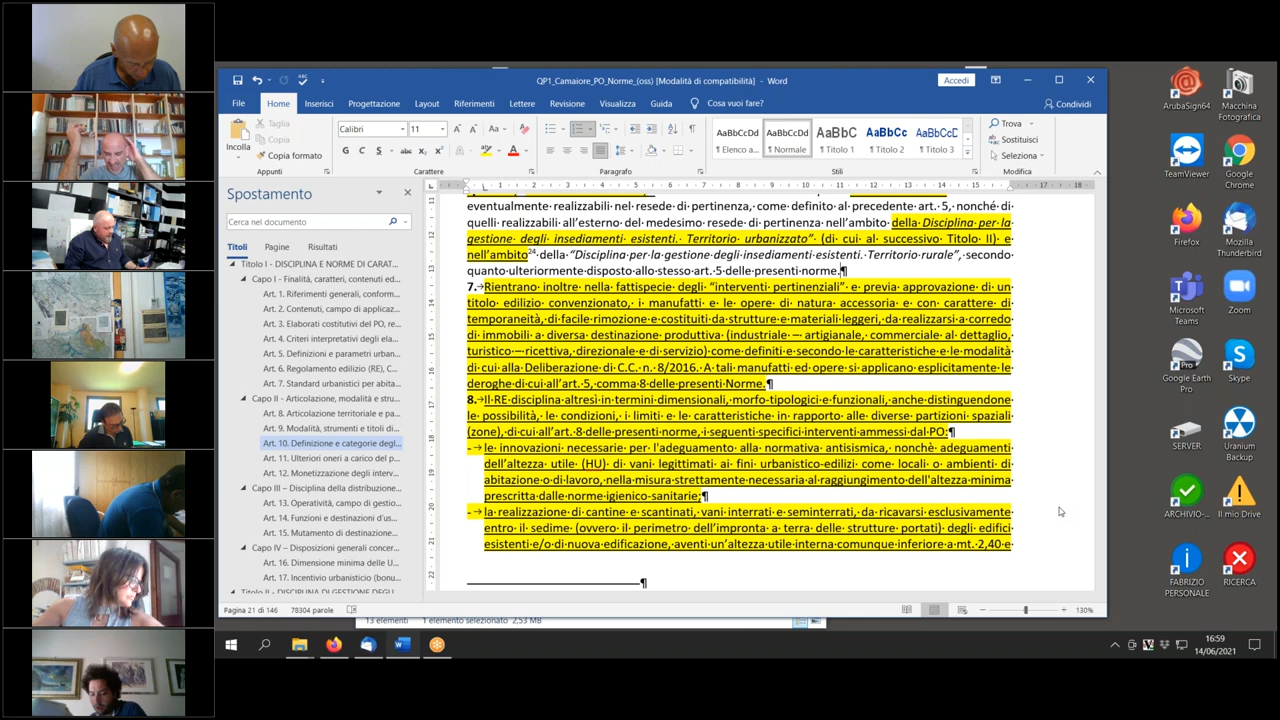 QP1_Camaiore_PO_Norme_(oss) [Modalità di compatibilità] - Word
Accedi
File Home Inserisci Progettazione Layout Riferimenti Lettere Revisione Visualizza Guida Cosa vuoi fare? Condividi
Incolla
Taglia
Copia
Copia formato
Calibri 11
AaBbCcDd AaBbCcDd AaBbC AaBbCc AaBbCcD
Elenco a... Normale Titolo 1 Titolo 2 Titolo 3
Trova
Sostituisci
Seleziona
Appunti Carattere Paragrafo Stili Modifica
Spostamento
Cerca nel documento
Titoli Pagine Risultati
Titolo I - DISCIPLINA E NORME DI CARAT...
Capo I - Finalità, caratteri, contenuti ed...
Art. 1. Riferimenti generali, conform...
Art. 2. Contenuti, campo di applicaz...
Art. 3. Elaborati costitutivi del PO, re...
Art. 4. Criteri interpretativi degli ela...
Art. 5. Definizioni e parametri urban...
Art. 6. Regolamento edilizio (RE), C...
Art. 7. Standard urbanistici per abita...
Capo II - Articolazione, modalità e stru...
Art. 8. Articolazione territoriale e pa...
Art. 9. Modalità, strumenti e titoli di...
Art. 10. Definizione e categorie degl...
Art. 11. Ulteriori oneri a carico del p...
Art. 12. Monetizzazione degli interv...
Capo III – Disciplina della distribuzione...
Art. 13. Operatività, campo di gestio...
Art. 14. Funzioni e destinazioni d'us...
Art. 15. Mutamento di destinazione...
Capo IV – Disposizioni generali concer...
Art. 16. Dimensione minima delle U...
Art. 17. Incentivo urbanisticio (bonu...
Titolo II - DISCIPLINA DI GESTIONE DEGL...
eventualmente realizzabili nel resede di pertinenza, come definito al precedente art. 5, nonché di
quelli realizzabili all'esterno del medesimo resede di pertinenza nell'ambito della Disciplina per la
gestione degli insediamenti esistenti. Territorio urbanizzato" (di cui al successivo Titolo II) e
nell'ambito24 della "Disciplina per la gestione degli insediamenti esistenti. Territorio rurale", secondo
quanto ulteriormente disposto allo stesso art. 5 delle presenti norme.¶
7.→Rientrano inoltre nella fattispecie degli "interventi pertinenziali" e previa approvazione di un
titolo edilizio convenzionato, i manufatti e le opere di natura accessoria e con carattere di
temporaneità, di facile rimozione e costituiti da strutture e materiali leggeri, da realizzarsi a corredo
di immobili a diversa destinazione produttiva (industriale – artigianale, commerciale al dettaglio,
turistico – ricettiva, direzionale e di servizio) come definiti e secondo le caratteristiche e le modalità
di cui alla Deliberazione di C.C. n. 8/2016. A tali manufatti ed opere si applicano esplicitamente le
deroghe di cui all'art. 5, comma 8 delle presenti Norme.¶
8.→Il RE disciplina altresì in termini dimensionali, morfo tipologici e funzionali, anche distinguendone
le possibilità, le condizioni, i limiti e le caratteristiche in rapporto alle diverse partizioni spaziali
(zone), di cui all'art. 8 delle presenti norme, i seguenti specifici interventi ammessi dal PO:¶
- →le innovazioni necessarie per l'adeguamento alla normativa antisismica, nonchè adeguamenti
dell'altezza utile (HU) di vani legittimati ai fini urbanistico-edilizi come locali o ambienti di
abitazione o di lavoro, nella misura strettamente necessaria al raggiungimento dell'altezza minima
prescritta dalle norme igienico-sanitarie;¶
- →la realizzazione di cantine e scantinati, vani interrati e seminterrati, da ricavarsi esclusivamente
entro il sedime (ovvero il perimetro dell'impronta a terra delle strutture portati) degli edifici
esistenti e/o di nuova edificazione, aventi un'altezza utile interna comunque inferiore a mt. 2,40 e
¶
Pagina 21 di 146 78304 parole 130%
13 elementi 1 elemento selezionato 2,53 MB
ArubaSign64 Macchina Fotografica
TeamViewer Google Chrome
Firefox Mozilla Thunderbird
Microsoft Teams Zoom
Google Earth Pro Skype
SERVER Uranium Backup
ARCHIVIO-... Il mio Drive
FABRIZIO PERSONALE RICERCA
16:59
14/06/2021